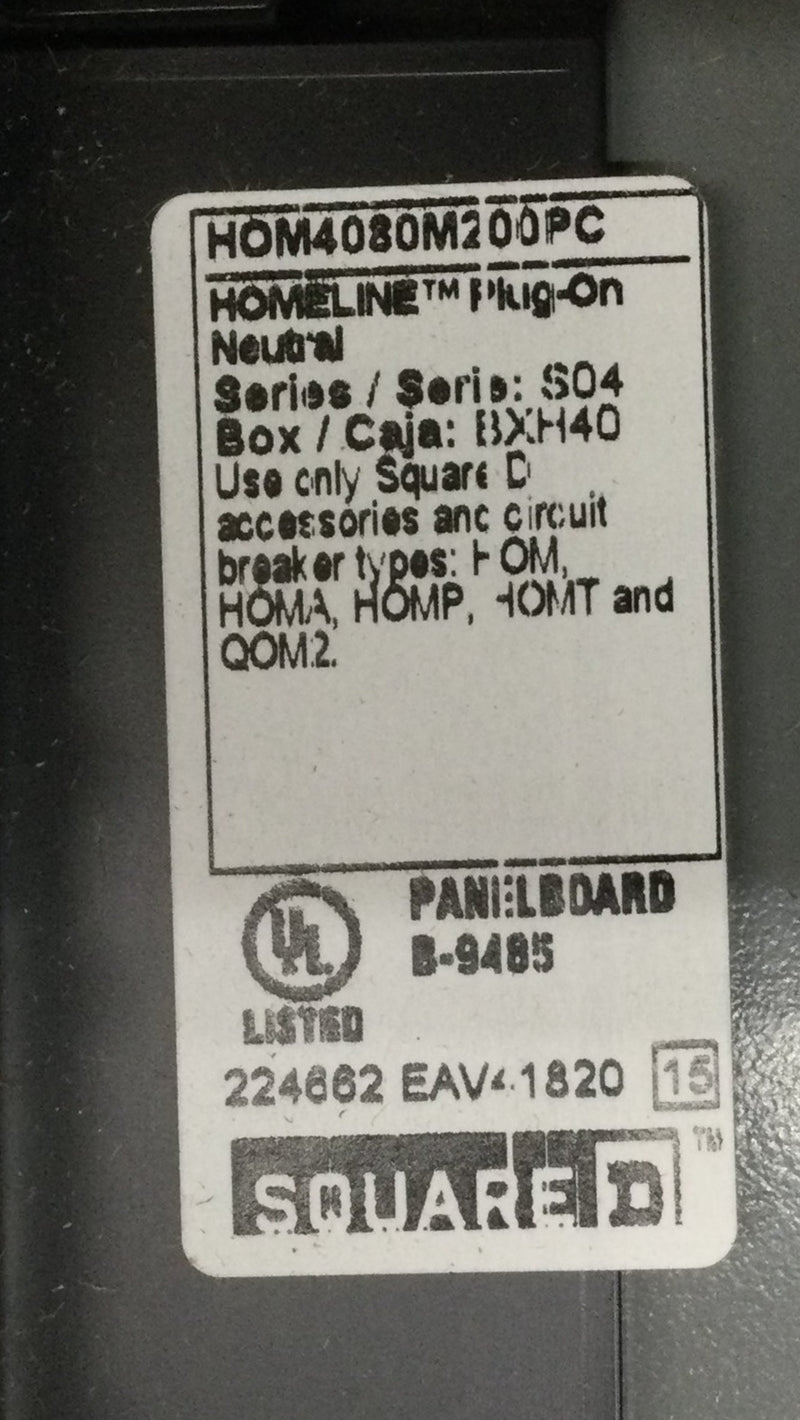 HOM4080M200PC
HOMELINE™ Plug-On
Neutral
Series / Serie: S04
Box / Caja: BXH40
Use only Square D
accessories and circuit
breaker types: HOM,
HOMA, HOMP, HOMT and
QOM2.
UL
LISTED
PANELBOARD
B-9485
224662 EAV41820 15
SQUARE D ™